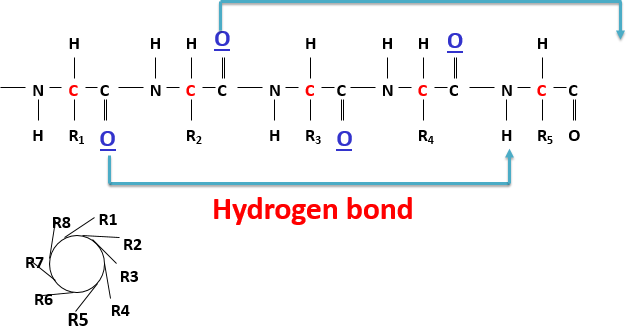 H H H O H H H O H
N C C N C C N C C N C C N C C
H R1 O R2 H R3 O R4 H R5 O
Hydrogen bond
R8 R1
R2
R7 R3
R6 R4
R5